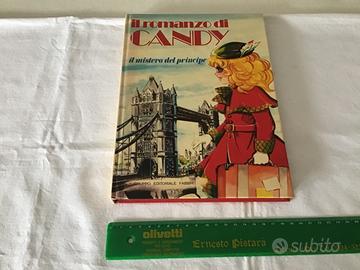 il romanzo di
CANDY
il mistero del principe
GRUPPO EDITORIALE FABBRI
olivetti
Ernesto Pistara
subito